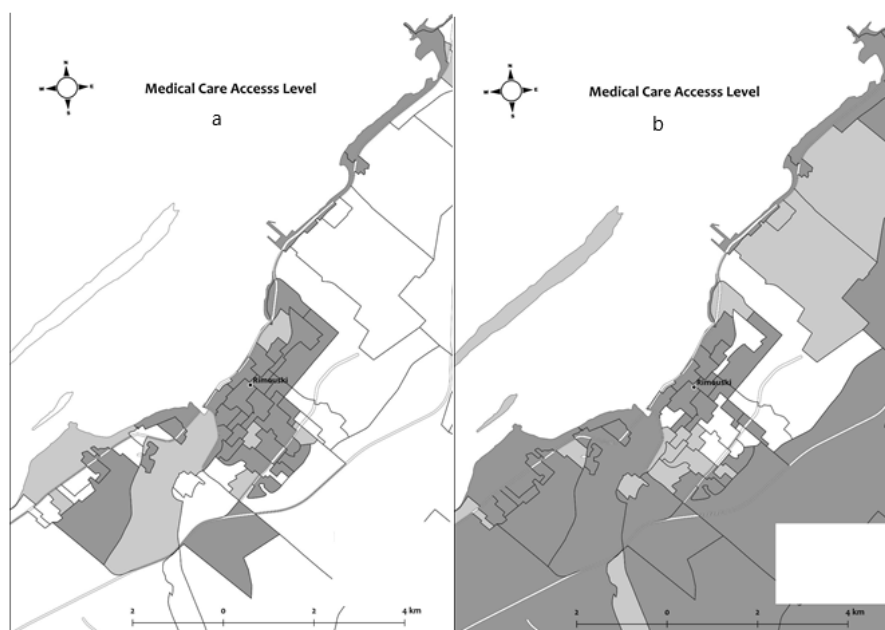 N
W E
S
Medical Care Accesss Level
a
Rimouski
2 0 2 4 km
N
W E
S
Medical Care Accesss Level
b
Rimouski
2 0 2 4 km